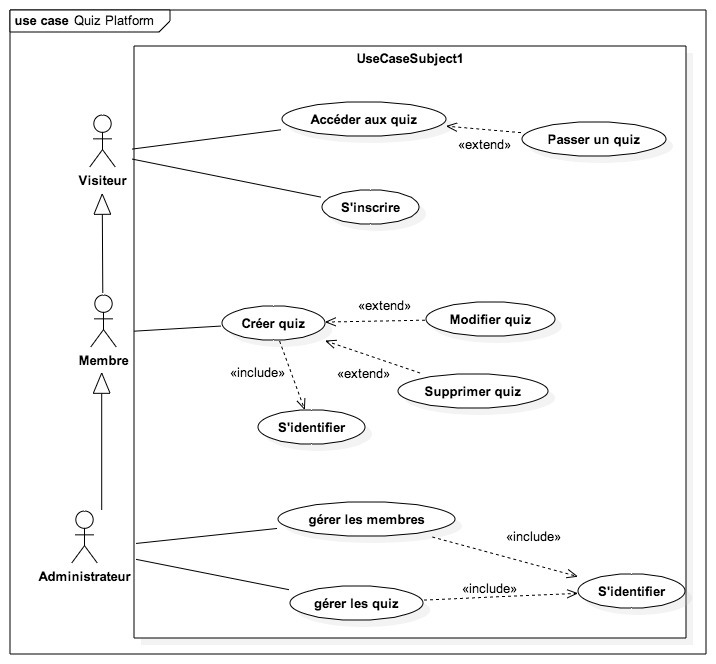 use case Quiz Platform
UseCaseSubject1
Accéder aux quiz
Passer un quiz
«extend»
Visiteur
S'inscrire
«extend»
Créer quiz
Modifier quiz
Membre
«include»
«extend»
Supprimer quiz
S'identifier
gérer les membres
«include»
Administrateur
«include»
S'identifier
gérer les quiz